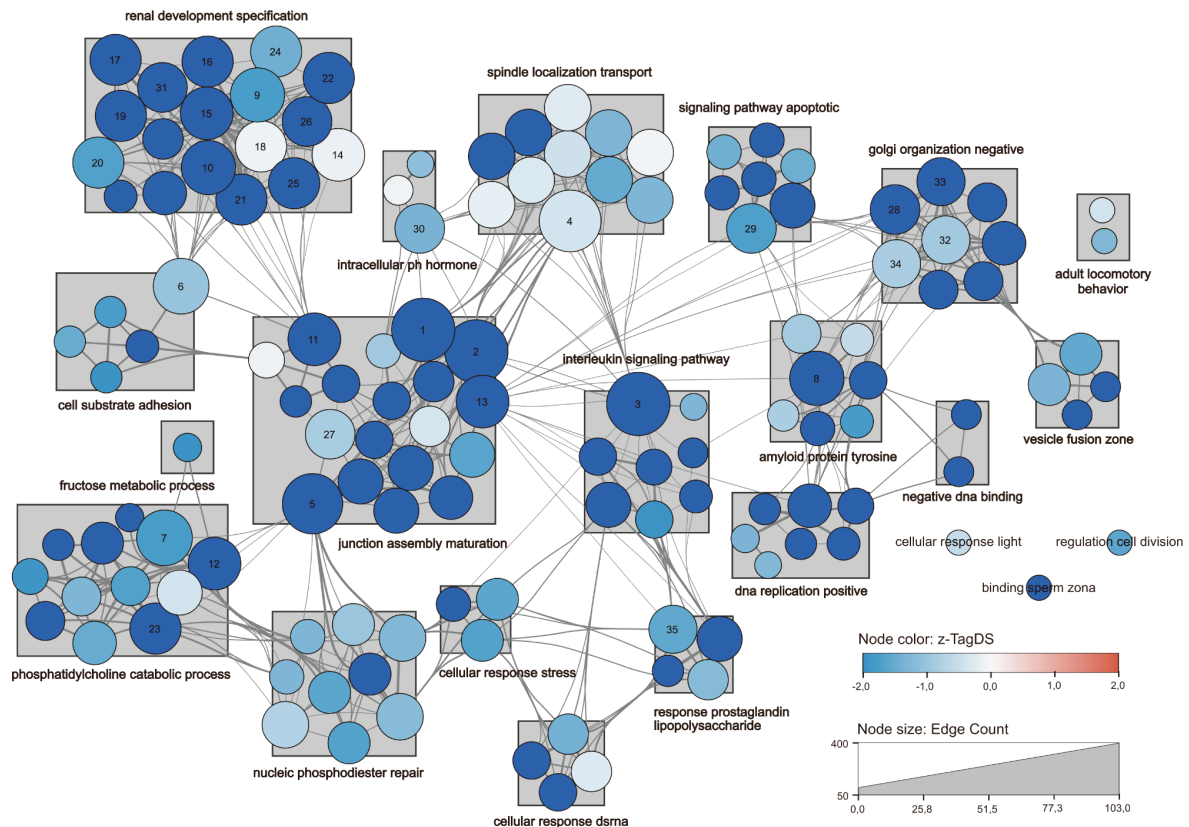 renal development specification
17
16
24
22
31
9
19
15
26
18
14
20
10
25
21
spindle localization transport
4
signaling pathway apoptotic
29
golgi organization negative
33
28
32
34
adult locomotory
behavior
30
intracellular ph hormone
6
cell substrate adhesion
11
1
2
13
27
5
junction assembly maturation
interleukin signaling pathway
3
8
amyloid protein tyrosine
vesicle fusion zone
negative dna binding
fructose metabolic process
7
12
23
phosphatidylcholine catabolic process
dna replication positive
cellular response light
regulation cell division
binding sperm zona
cellular response stress
35
response prostaglandin
lipopolysaccharide
nucleic phosphodiester repair
cellular response dsrna
Node color: z-TagDS
-2,0 -1,0 0,0 1,0 2,0
Node size: Edge Count
400
50
0,0 25,8 51,5 77,3 103,0